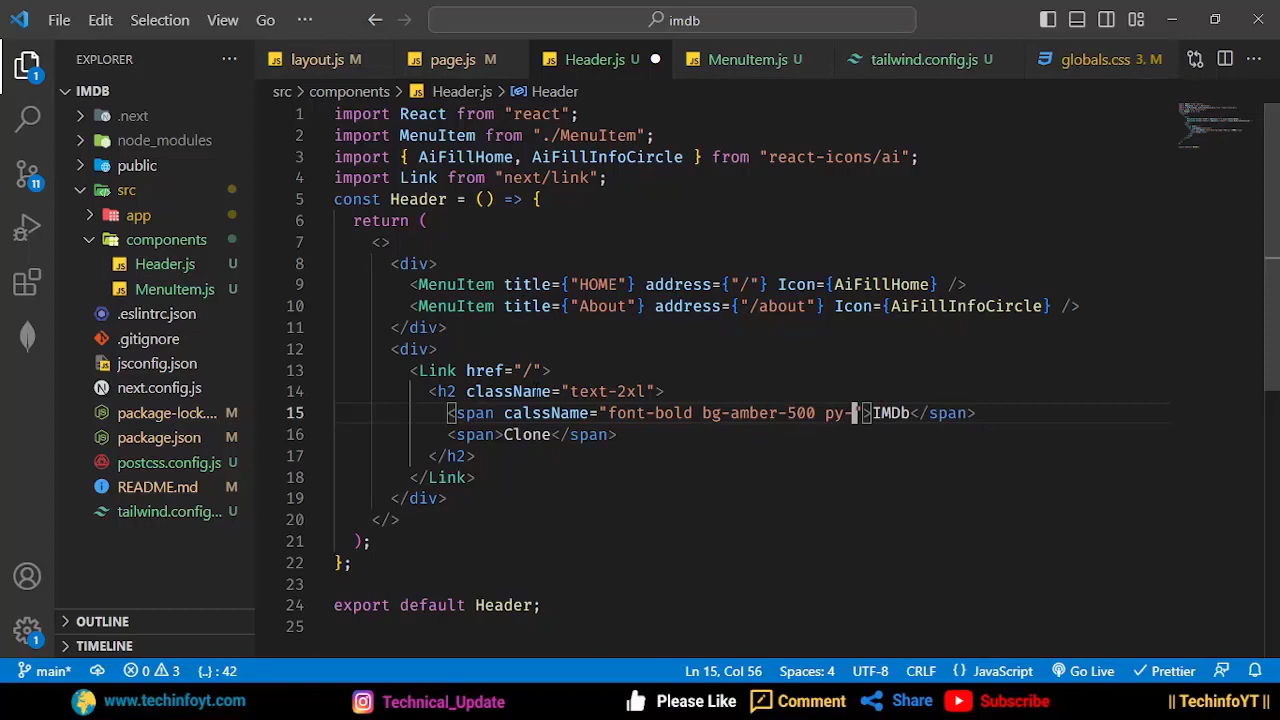 File Edit Selection View Go ··· imdb
EXPLORER ···
layout.js M page.js M Header.js U MenuItem.js U tailwind.config.js U globals.css 3, M ···
src > components > Header.js > Header
IMDB
.next
node_modules
public
src
app
components
Header.js U
MenuItem.js U
.eslintrc.json
.gitignore
jsconfig.json
next.config.js
package-lock.... M
package.json M
postcss.config.js U
README.md M
tailwind.config... U
OUTLINE
TIMELINE
1
11
1
1 import React from "react";
2 import MenuItem from "./MenuItem";
3 import { AiFillHome, AiFillInfoCircle } from "react-icons/ai";
4 import Link from "next/link";
5 const Header = () => {
6 return (
7 <>
8 <div>
9 <MenuItem title={"HOME"} address={"/"} Icon={AiFillHome} />
10 <MenuItem title={"About"} address={"/about"} Icon={AiFillInfoCircle} />
11 </div>
12 <div>
13 <Link href="/">
14 <h2 className="text-2xl">
15 <span calssName="font-bold bg-amber-500 py-">IMDb</span>
16 <span>Clone</span>
17 </h2>
18 </Link>
19 </div>
20 </>
21 );
22 };
23
24 export default Header;
25
main* 0 3 {..} : 42 Ln 15, Col 56 Spaces: 4 UTF-8 CRLF {} JavaScript Go Live Prettier
www.techinfoyt.com Technical_Update Please Like Comment Share Subscribe || TechinfoYT ||